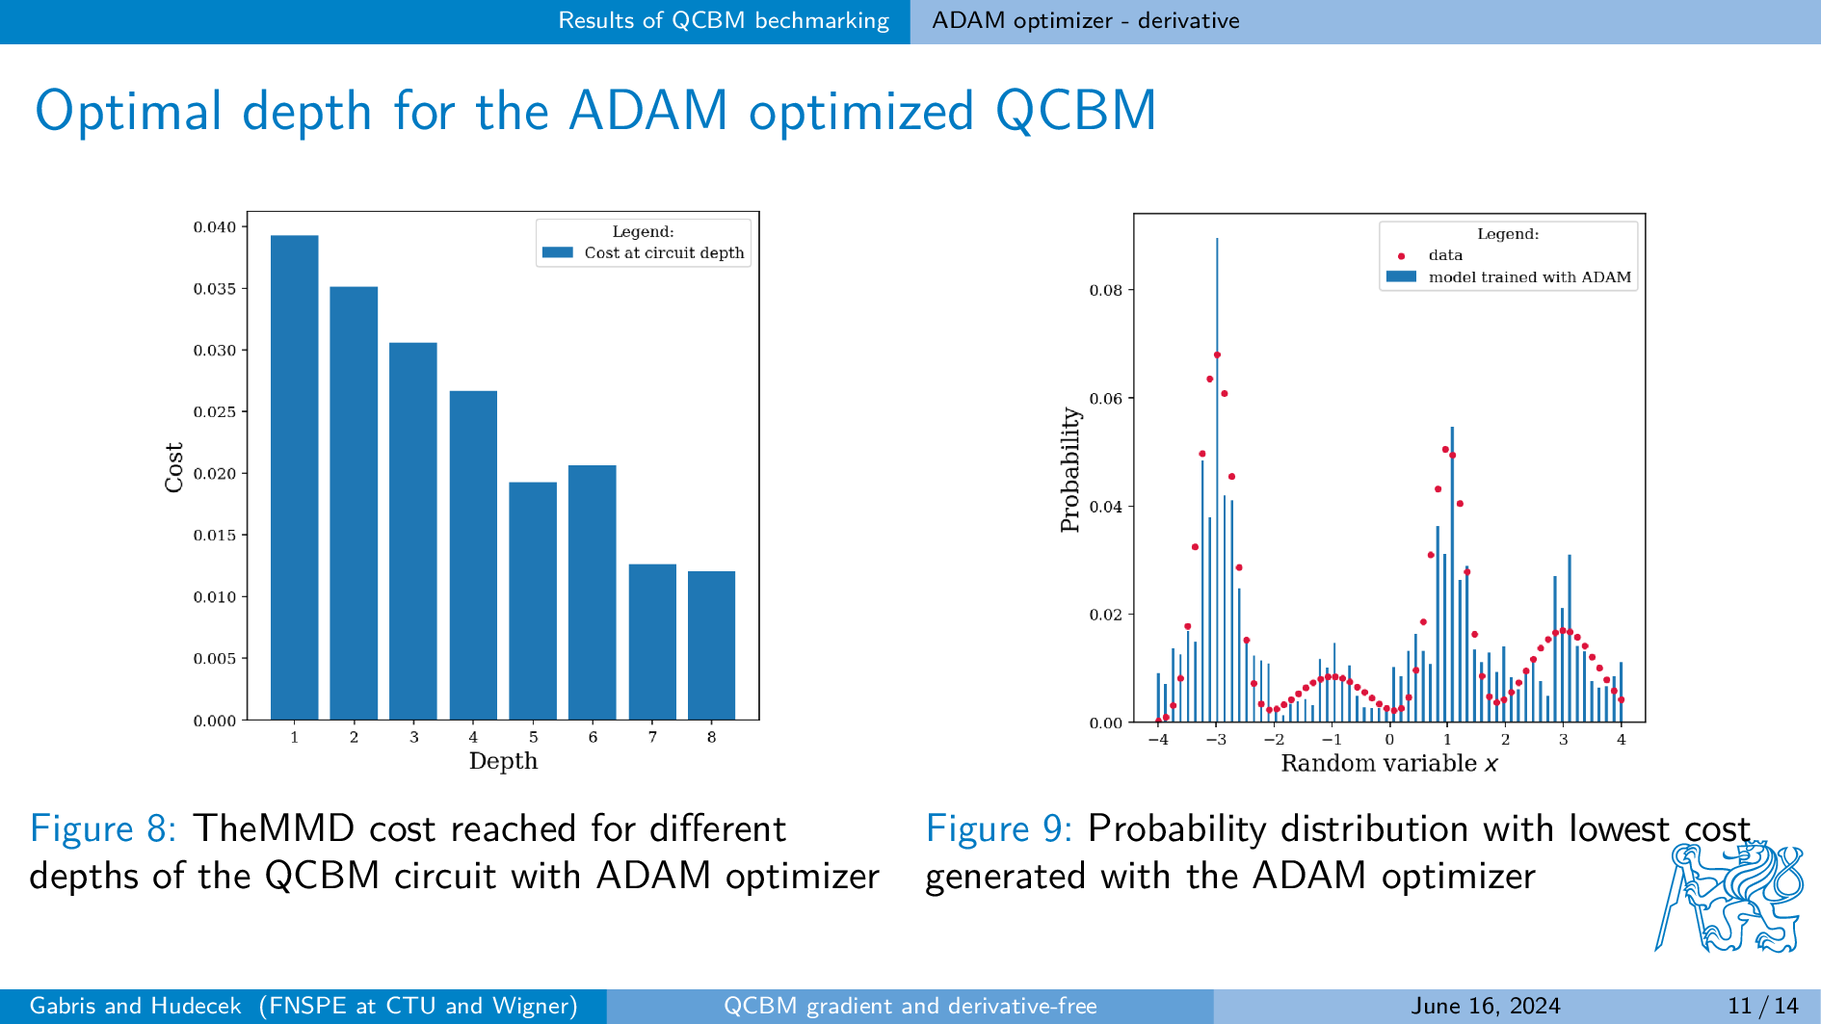 Results of QCBM bechmarking
ADAM optimizer - derivative
Optimal depth for the ADAM optimized QCBM
0.040
0.035
0.030
0.025
0.020
0.015
0.010
0.005
0.000
Cost
Legend:
Cost at circuit depth
1 2 3 4 5 6 7 8
Depth
Figure 8: TheMMD cost reached for different
depths of the QCBM circuit with ADAM optimizer
0.08
0.06
0.04
0.02
0.00
Probability
Legend:
data
model trained with ADAM
−4 −3 −2 −1 0 1 2 3 4
Random variable x
Figure 9: Probability distribution with lowest cost
generated with the ADAM optimizer
Gabris and Hudecek (FNSPE at CTU and Wigner)
QCBM gradient and derivative-free
June 16, 2024
11 / 14